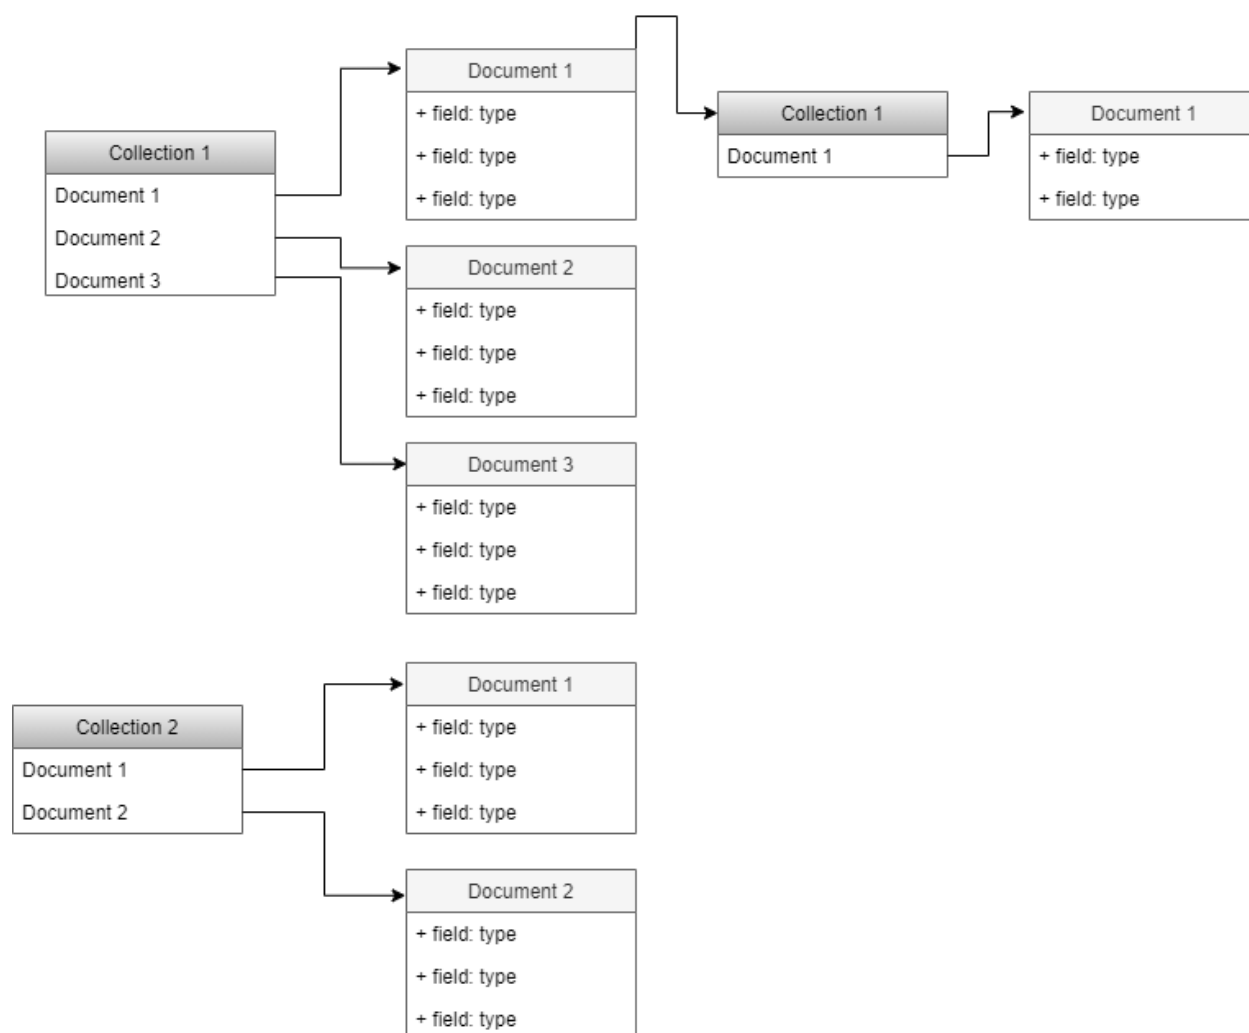 Collection 1
Document 1
Document 2
Document 3
Document 1
+ field: type
+ field: type
+ field: type
Collection 1
Document 1
Document 1
+ field: type
+ field: type
Document 2
+ field: type
+ field: type
+ field: type
Document 3
+ field: type
+ field: type
+ field: type
Collection 2
Document 1
Document 2
Document 1
+ field: type
+ field: type
+ field: type
Document 2
+ field: type
+ field: type
+ field: type